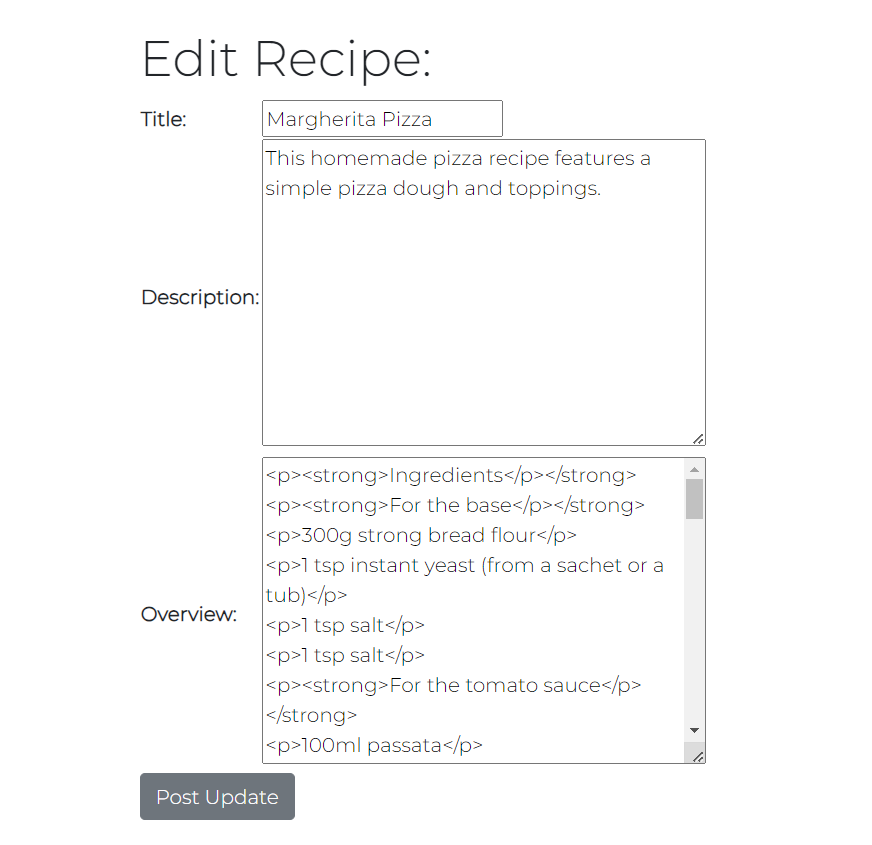 Edit Recipe:
Title:
Margherita Pizza
This homemade pizza recipe features a
simple pizza dough and toppings.
Description:
<p><strong>Ingredients</p></strong>
<p><strong>For the base</p></strong>
<p>300g strong bread flour</p>
<p>1 tsp instant yeast (from a sachet or a
tub)</p>
Overview:
<p>1 tsp salt</p>
<p>1 tsp salt</p>
<p><strong>For the tomato sauce</p>
</strong>
<p>100ml passata</p>
Post Update